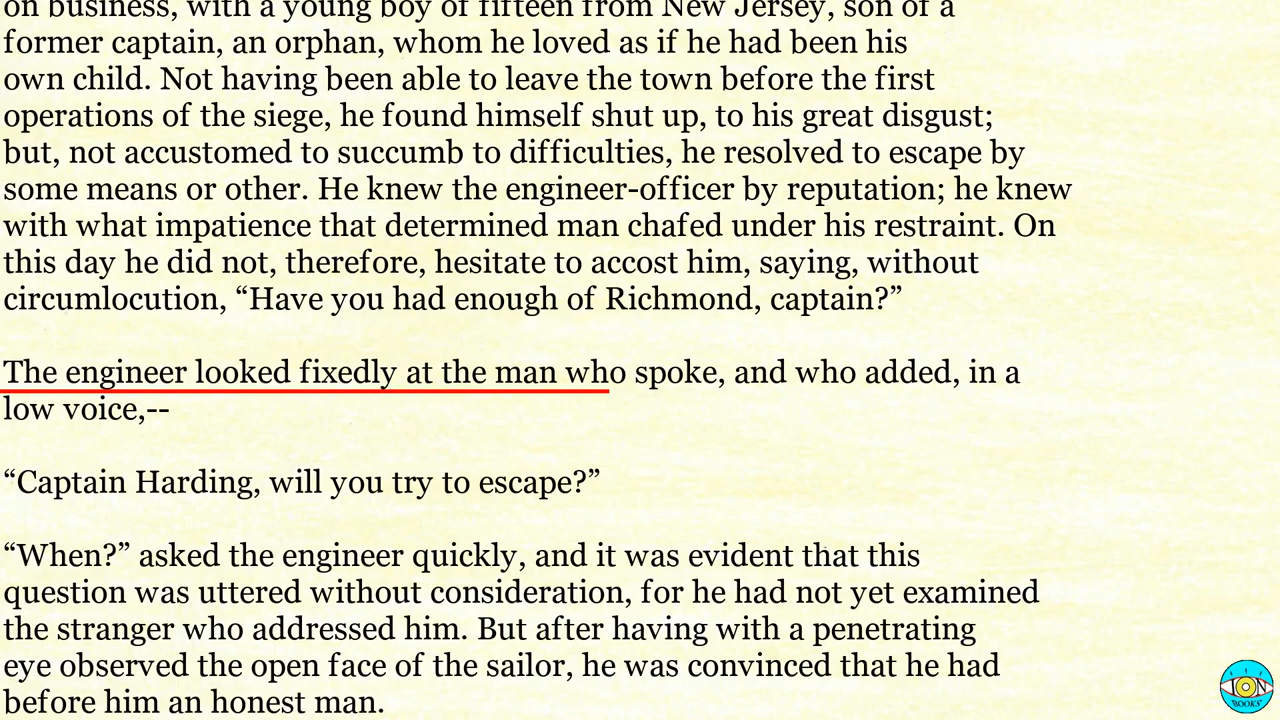 on business, with a young boy of fifteen from New Jersey, son of a
former captain, an orphan, whom he loved as if he had been his
own child. Not having been able to leave the town before the first
operations of the siege, he found himself shut up, to his great disgust;
but, not accustomed to succumb to difficulties, he resolved to escape by
some means or other. He knew the engineer-officer by reputation; he knew
with what impatience that determined man chafed under his restraint. On
this day he did not, therefore, hesitate to accost him, saying, without
circumlocution, “Have you had enough of Richmond, captain?”
The engineer looked fixedly at the man who spoke, and who added, in a
low voice,--
“Captain Harding, will you try to escape?”
“When?” asked the engineer quickly, and it was evident that this
question was uttered without consideration, for he had not yet examined
the stranger who addressed him. But after having with a penetrating
eye observed the open face of the sailor, he was convinced that he had
before him an honest man.
ION
BOOKS